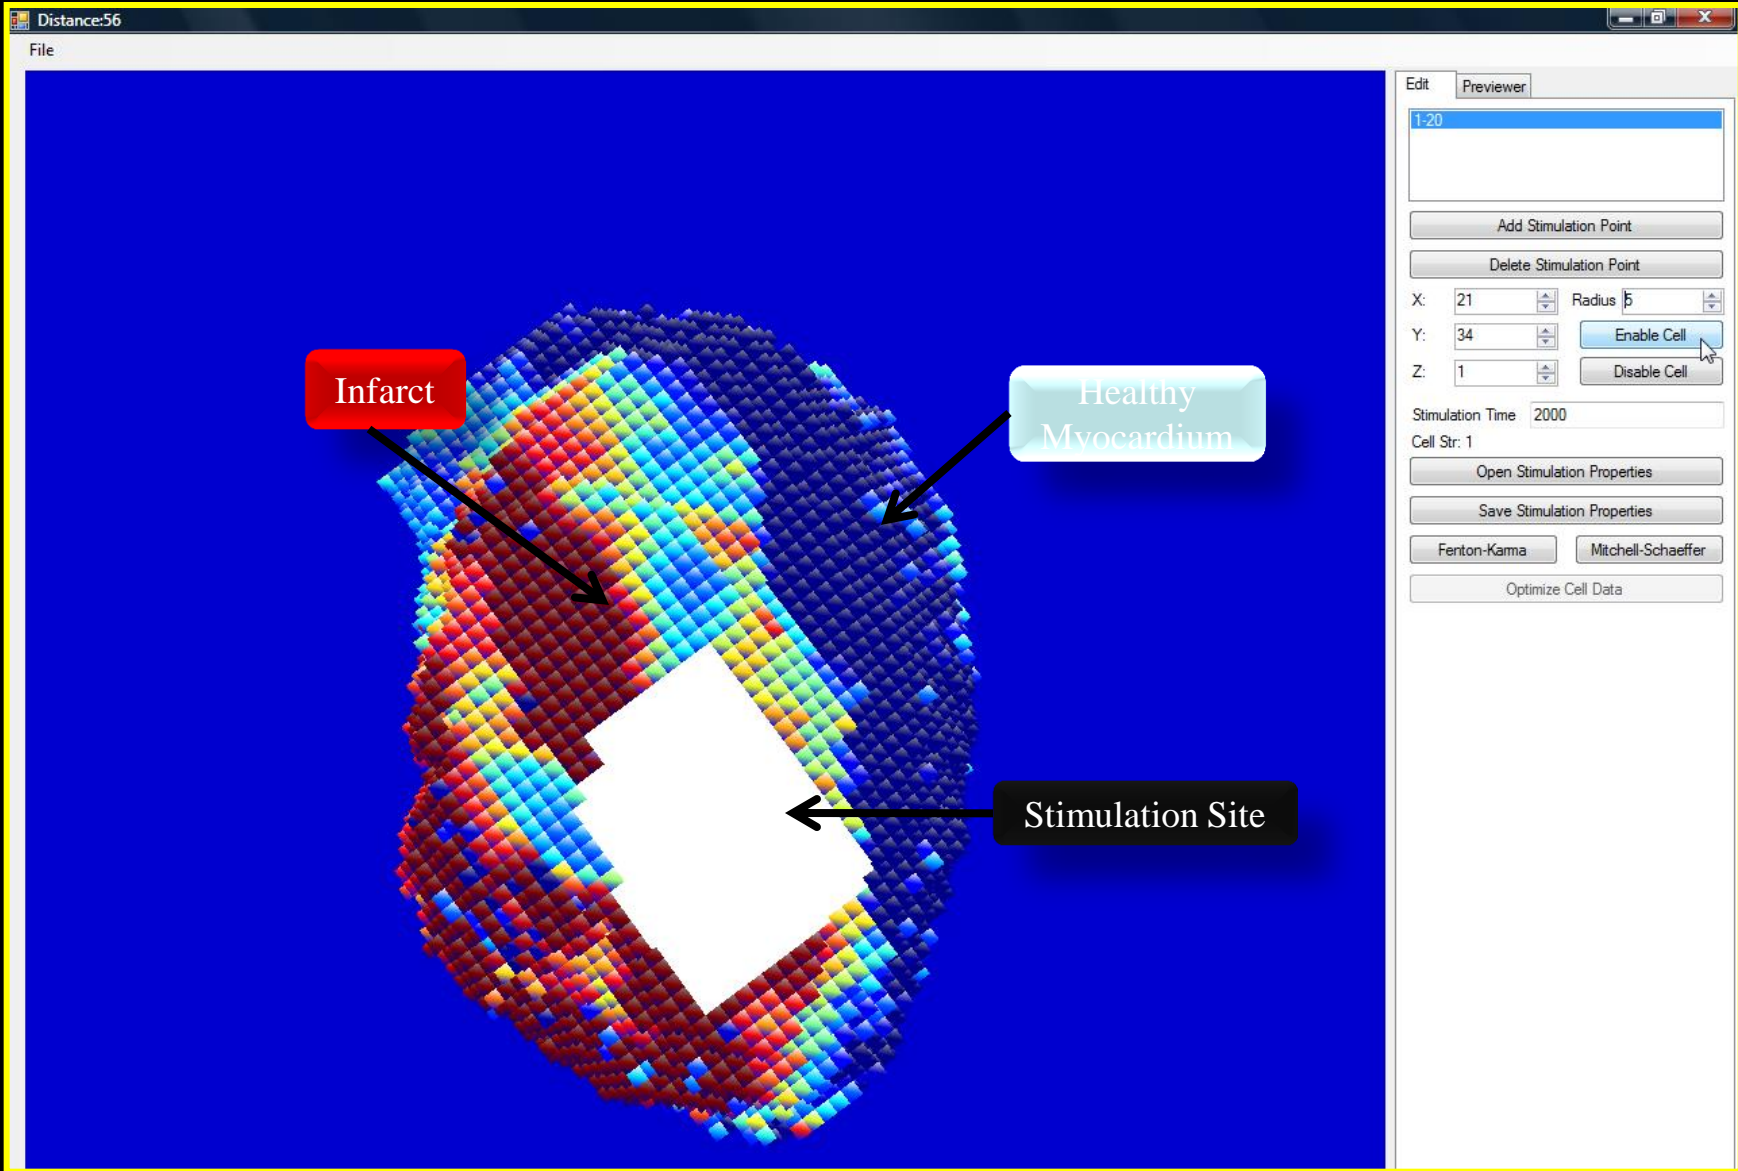 Distance:56
File
Edit
Previewer
1-20
Add Stimulation Point
Delete Stimulation Point
X: 21
Radius 5
Y: 34
Enable Cell
Z: 1
Disable Cell
Stimulation Time 2000
Cell Str: 1
Open Stimulation Properties
Save Stimulation Properties
Fenton-Karma
Mitchell-Schaeffer
Optimize Cell Data
Infarct
Healthy
Myocardium
Stimulation Site